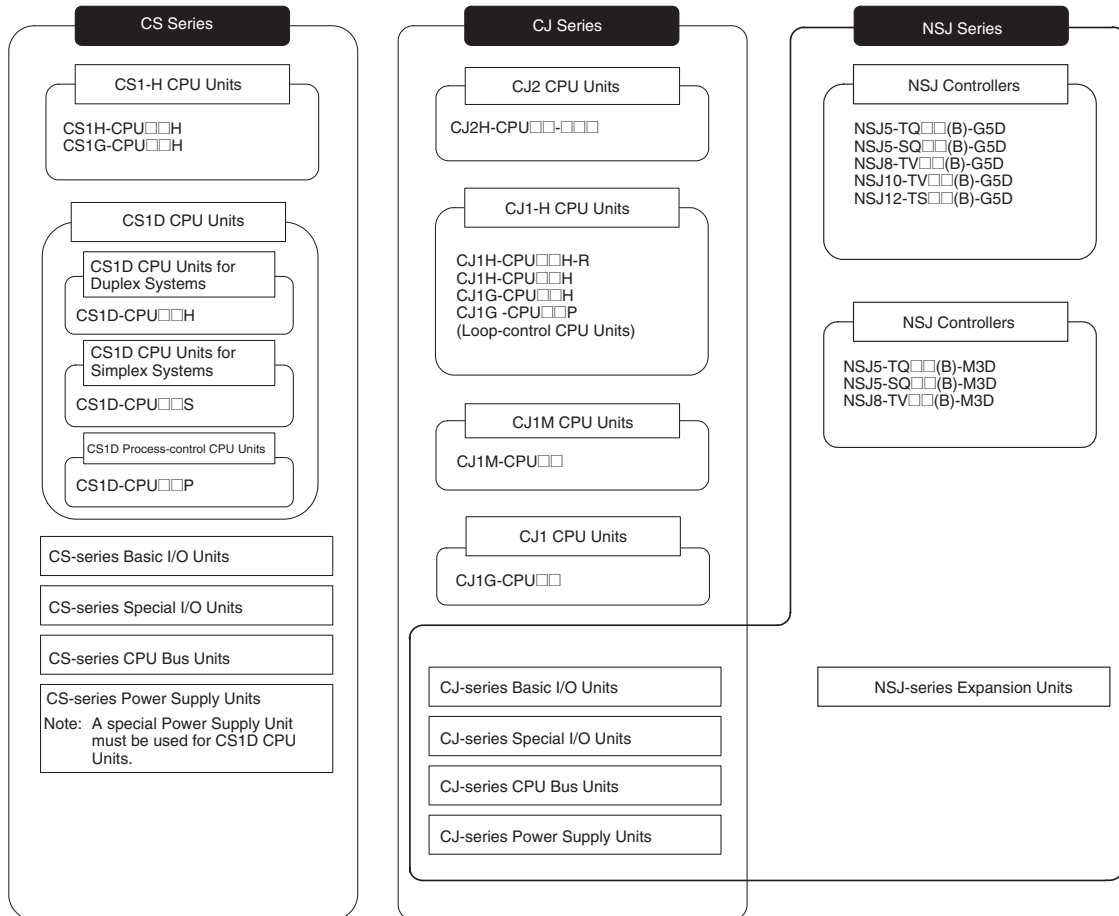 CS Series
CS1-H CPU Units
CS1H-CPU□□H
CS1G-CPU□□H
CS1D CPU Units
CS1D CPU Units for
Duplex Systems
CS1D-CPU□□H
CS1D CPU Units for
Simplex Systems
CS1D-CPU□□S
CS1D Process-control CPU Units
CS1D-CPU□□P
CS-series Basic I/O Units
CS-series Special I/O Units
CS-series CPU Bus Units
CS-series Power Supply Units
Note: A special Power Supply Unit
must be used for CS1D CPU
Units.
CJ Series
CJ2 CPU Units
CJ2H-CPU□□-□□□
CJ1-H CPU Units
CJ1H-CPU□□H-R
CJ1H-CPU□□H
CJ1G-CPU□□H
CJ1G -CPU□□P
(Loop-control CPU Units)
CJ1M CPU Units
CJ1M-CPU□□
CJ1 CPU Units
CJ1G-CPU□□
CJ-series Basic I/O Units
CJ-series Special I/O Units
CJ-series CPU Bus Units
CJ-series Power Supply Units
NSJ Series
NSJ Controllers
NSJ5-TQ□□(B)-G5D
NSJ5-SQ□□(B)-G5D
NSJ8-TV□□(B)-G5D
NSJ10-TV□□(B)-G5D
NSJ12-TS□□(B)-G5D
NSJ Controllers
NSJ5-TQ□□(B)-M3D
NSJ5-SQ□□(B)-M3D
NSJ8-TV□□(B)-M3D
NSJ-series Expansion Units